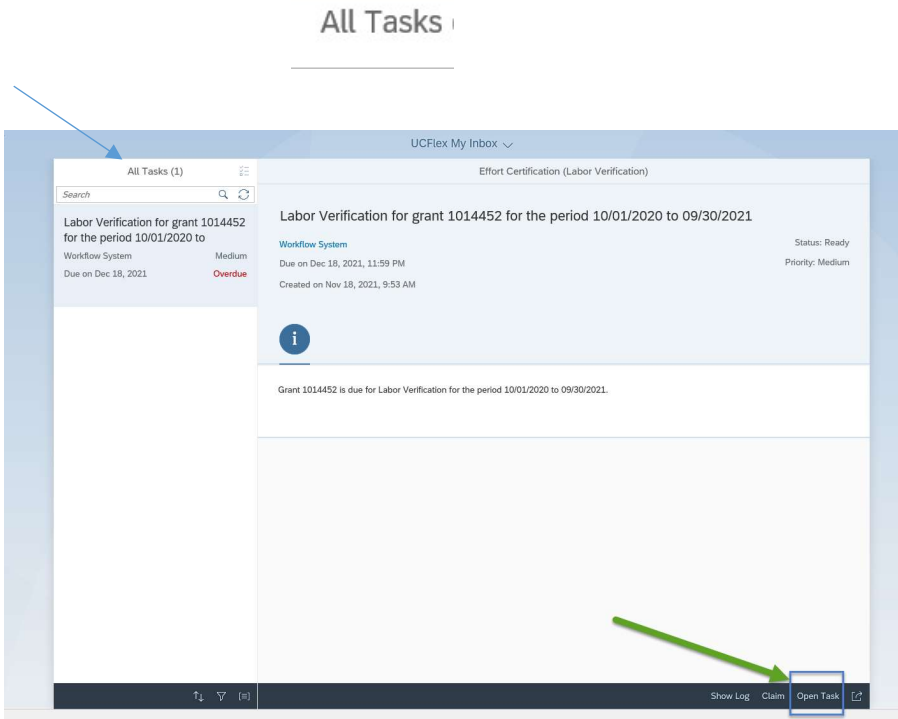 All Tasks
UCFlex My Inbox
All Tasks (1)
Effort Certification (Labor Verification)
Search
Labor Verification for grant 1014452
for the period 10/01/2020 to
Workflow System Medium
Due on Dec 18, 2021 Overdue
Labor Verification for grant 1014452 for the period 10/01/2020 to 09/30/2021
Workflow System Status: Ready
Due on Dec 18, 2021, 11:59 PM Priority: Medium
Created on Nov 18, 2021, 9:53 AM
i
Grant 1014452 is due for Labor Verification for the period 10/01/2020 to 09/30/2021.
Show Log Claim Open Task